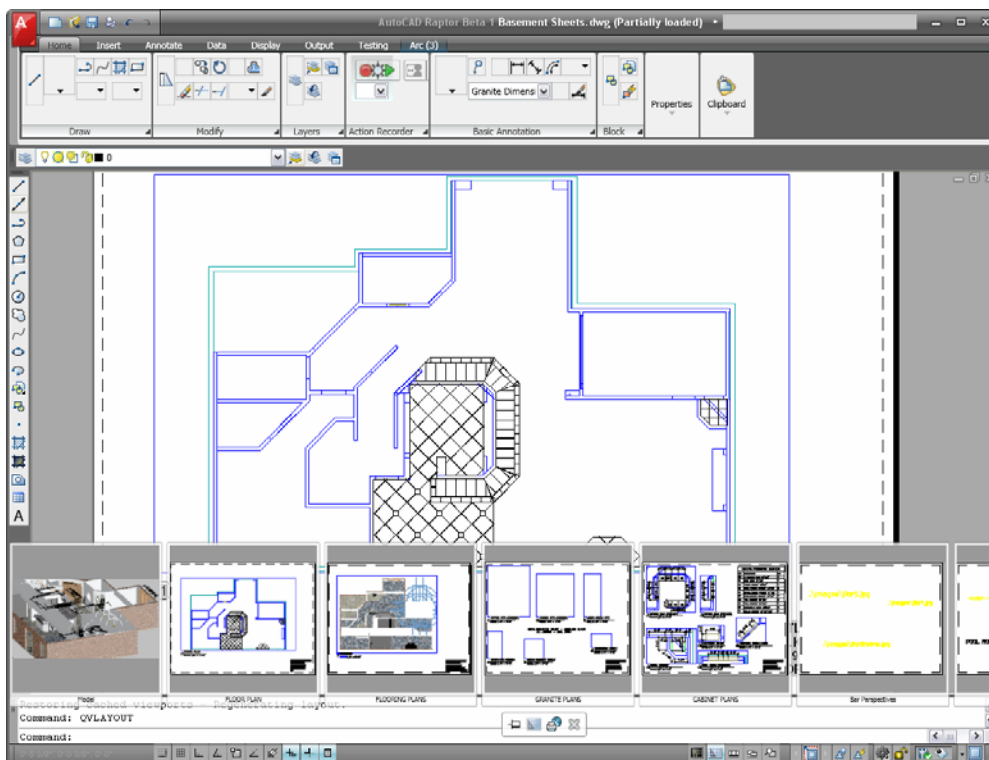 AutoCAD Raptor Beta 1 Basement Sheets.dwg (Partially loaded)
Home Insert Annotate Data Display Output Testing Arc (3)
Granite Dimens
Properties
Clipboard
Draw Modify Layers Action Recorder Basic Annotation Block
0
A
Model FLOOR PLAN FLOORING PLANS GRANITE PLANS CABINET PLANS Bar Perspectives
Restoring cached viewports - Regenerating layout.
Command: QVLAYOUT
Command: